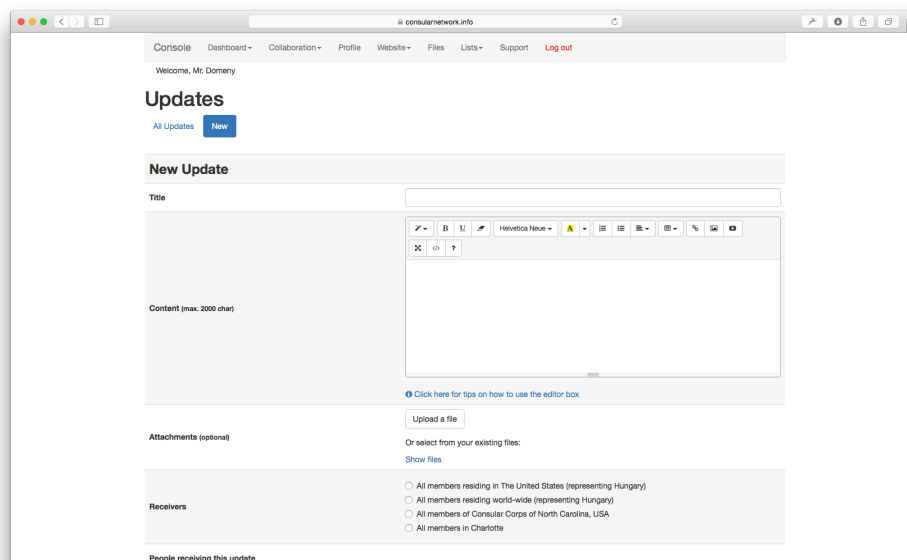 consularnetwork.info
Console Dashboard Collaboration Profile Website Files Lists Support Log out
Welcome, Mr. Domeny
Updates
All Updates New
New Update
Title
B U Helvetica Neue A
</> ?
Content (max. 2000 char)
Click here for tips on how to use the editor box
Upload a file
Attachments (optional)
Or select from your existing files:
Show files
All members residing in The United States (representing Hungary)
All members residing world-wide (representing Hungary)
Receivers
All members of Consular Corps of North Carolina, USA
All members in Charlotte
People receiving this update